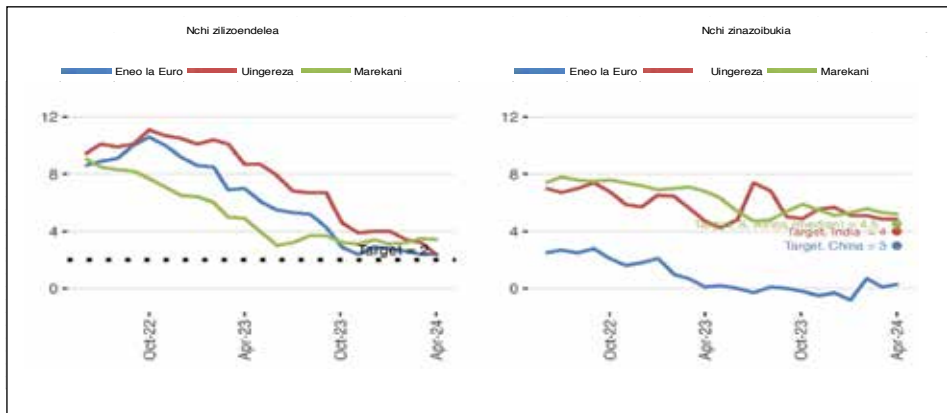 Nchi zilizoendelea
Eneo la Euro Uingereza Marekani
12
8
4
0
Target = 2
Oct-22
Apr-23
Oct-23
Apr-24
Nchi zinazoibukia
Eneo la Euro Uingereza Marekani
12
8
4
0
Target, India = 4
Target, China = 3
Oct-22
Apr-23
Oct-23
Apr-24